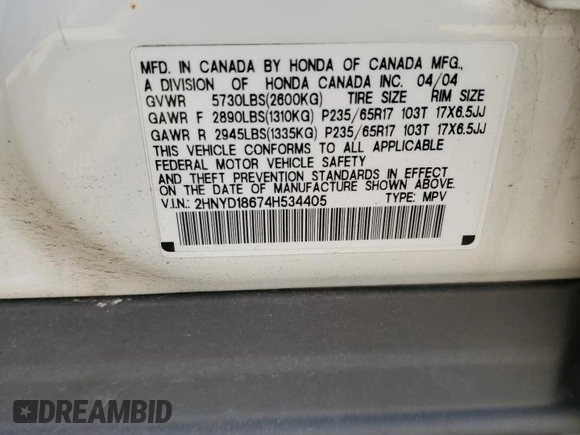 MFD. IN CANADA BY HONDA OF CANADA MFG.,
A DIVISION OF HONDA CANADA INC. 04/04
GVWR 5730LBS(2600KG) TIRE SIZE RIM SIZE
GAWR F 2890LBS(1310KG) P235/65R17 103T 17X6.5JJ
GAWR R 2945LBS(1335KG) P235/65R17 103T 17X6.5JJ
THIS VEHICLE CONFORMS TO ALL APPLICABLE
FEDERAL MOTOR VEHICLE SAFETY
AND THEFT PREVENTION STANDARDS IN EFFECT
ON THE DATE OF MANUFACTURE SHOWN ABOVE.
V.I.N.: 2HNYD18674H534405 TYPE: MPV
DREAMBID